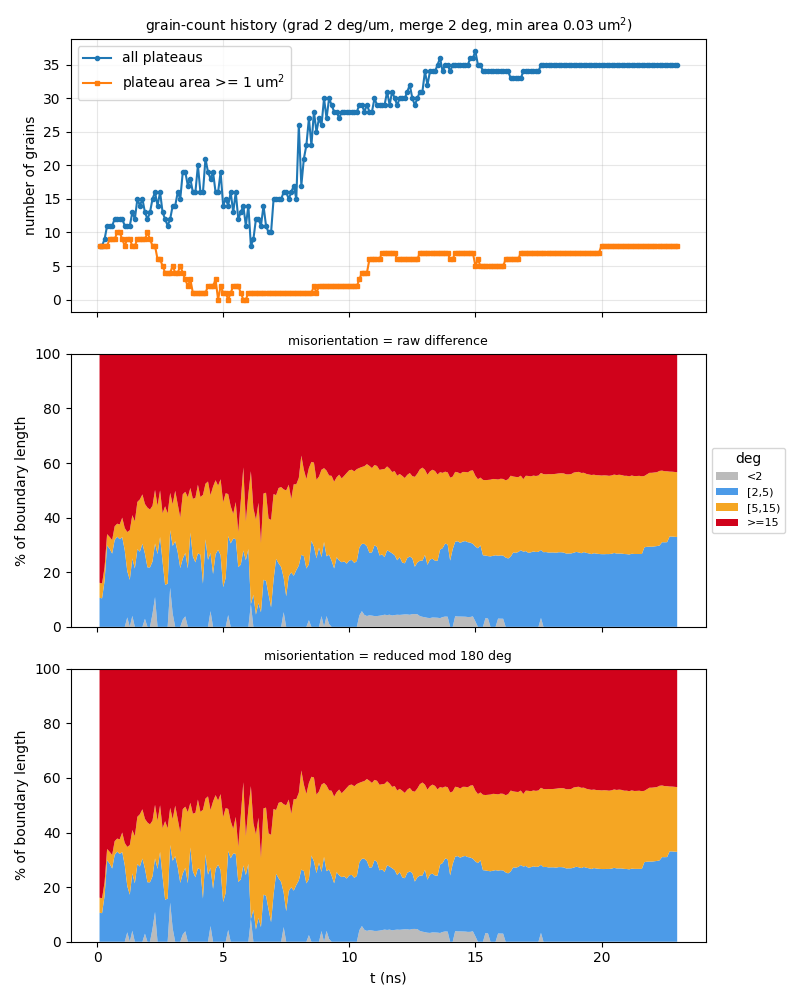 grain-count history (grad 2 deg/um, merge 2 deg, min area 0.03 um²)
all plateaus
plateau area >= 1 um²
number of grains
35
30
25
20
15
10
5
0
misorientation = raw difference
% of boundary length
100
80
60
40
20
0
deg
<2
[2,5)
[5,15)
>=15
misorientation = reduced mod 180 deg
% of boundary length
100
80
60
40
20
0
0 5 10 15 20
t (ns)